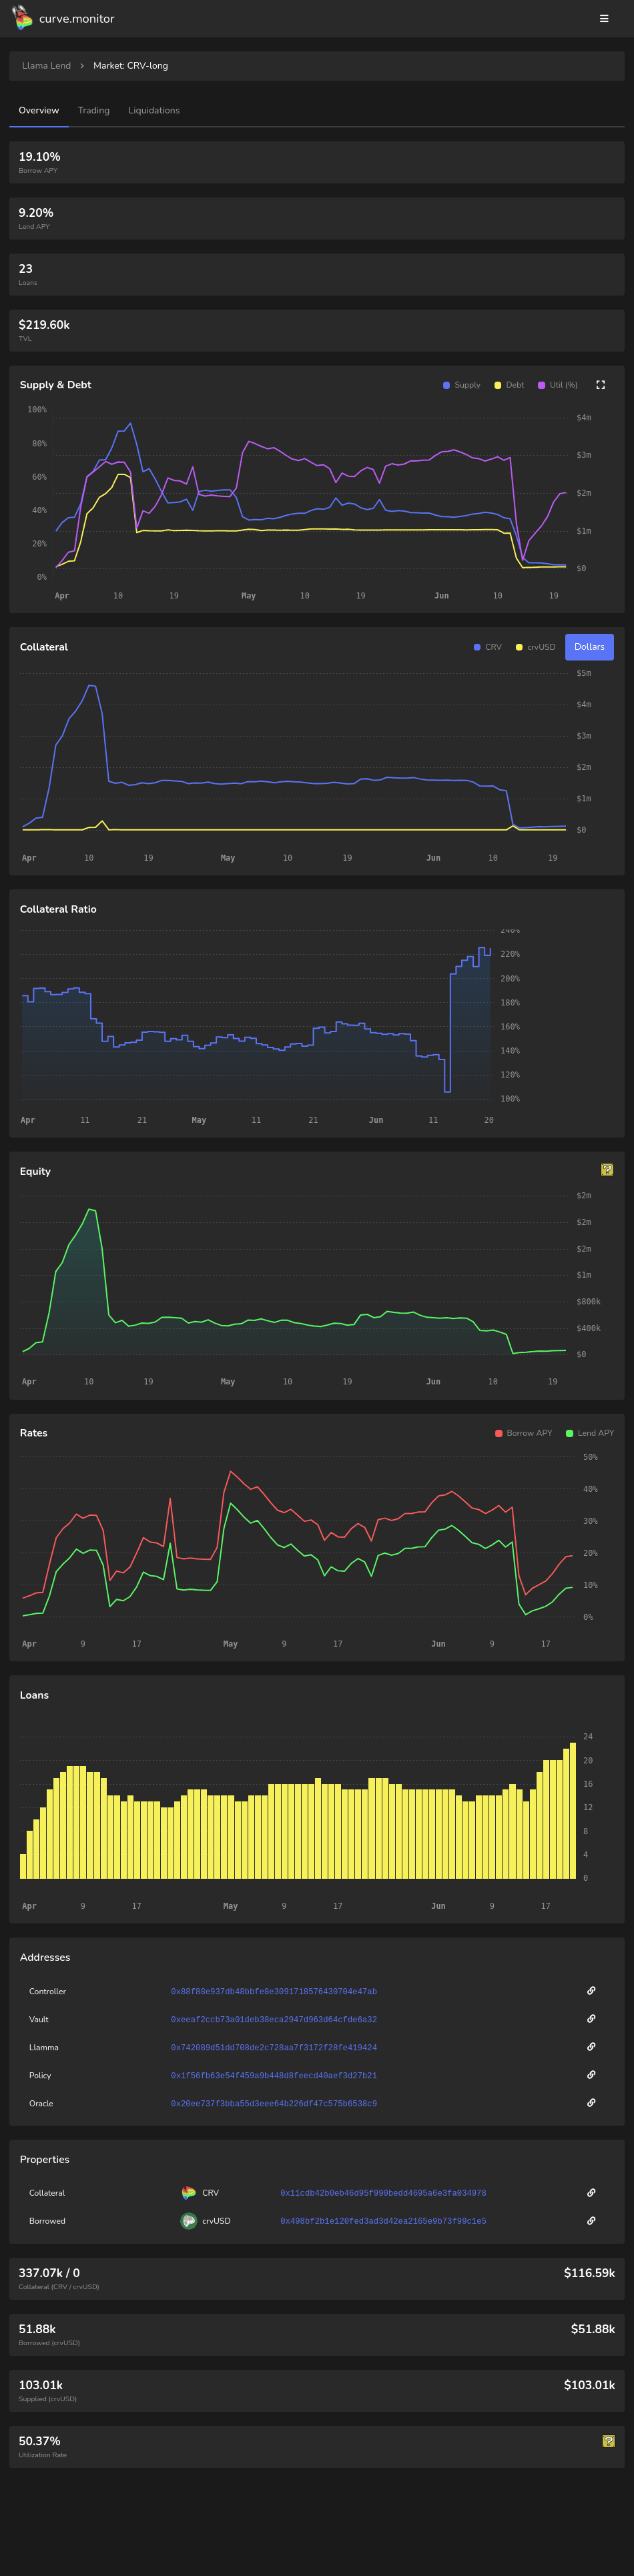 curve.monitor
Llama Lend > Market: CRV-long
Overview Trading Liquidations
19.10%
Borrow APY
9.20%
Lend APY
23
Loans
$219.60k
TVL
Supply & Debt Supply Debt Util (%)
100%
$4m
80%
$3m
60%
$2m
40%
$1m
20%
$0
0%
Apr 10 19 May 10 19 Jun 10 19
Collateral CRV crvUSD Dollars
$5m
$4m
$3m
$2m
$1m
$0
Apr 10 19 May 10 19 Jun 10 19
Collateral Ratio
240%
220%
200%
180%
160%
140%
120%
100%
Apr 11 21 May 11 21 Jun 11 20
Equity
$2m
$2m
$2m
$1m
$800k
$400k
$0
Apr 10 19 May 10 19 Jun 10 19
Rates Borrow APY Lend APY
50%
40%
30%
20%
10%
0%
Apr 9 17 May 9 17 Jun 9 17
Loans
24
20
16
12
8
4
0
Apr 9 17 May 9 17 Jun 9 17
Addresses
Controller 0x88f88e937db48bbfe8e3091718576430704e47ab
Vault 0xeeaf2ccb73a01deb38eca2947d963d64cfde6a32
Llamma 0x742089d51dd708de2c728aa7f3172f28fe419424
Policy 0x1f56fb63e54f459a9b448d8feecd40aef3d27b21
Oracle 0x20ee737f3bba55d3eee64b226df47c575b6538c9
Properties
Collateral CRV 0x11cdb42b0eb46d95f990bedd4695a6e3fa034978
Borrowed crvUSD 0x498bf2b1e120fed3ad3d42ea2165e9b73f99c1e5
337.07k / 0 $116.59k
Collateral (CRV / crvUSD)
51.88k $51.88k
Borrowed (crvUSD)
103.01k $103.01k
Supplied (crvUSD)
50.37%
Utilization Rate